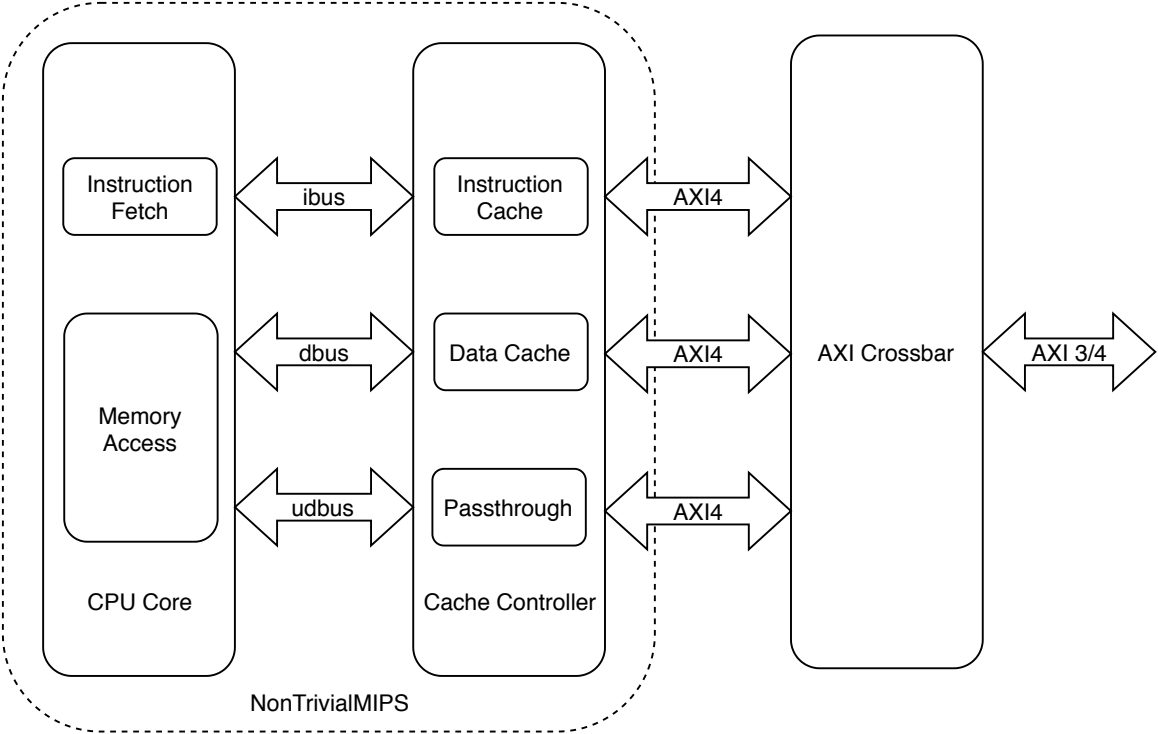 Instruction
Fetch
ibus
Instruction
Cache
AXI4
Memory
Access
dbus
Data Cache
AXI4
AXI Crossbar
AXI 3/4
udbus
Passthrough
AXI4
CPU Core
Cache Controller
NonTrivialMIPS